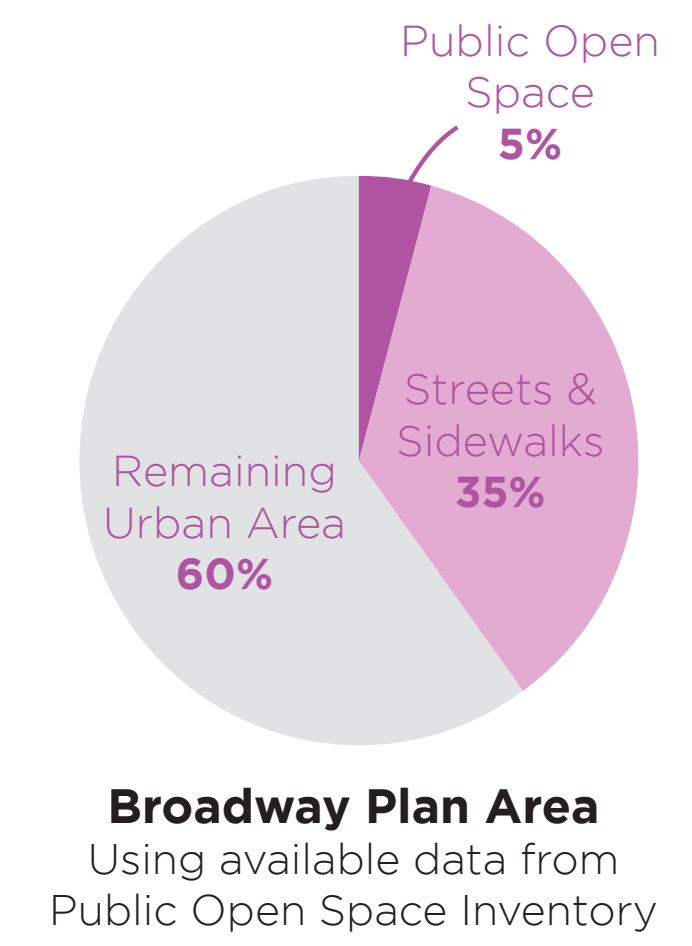 Public Open
Space
5%
Streets &
Sidewalks
35%
Remaining
Urban Area
60%
Broadway Plan Area
Using available data from
Public Open Space Inventory